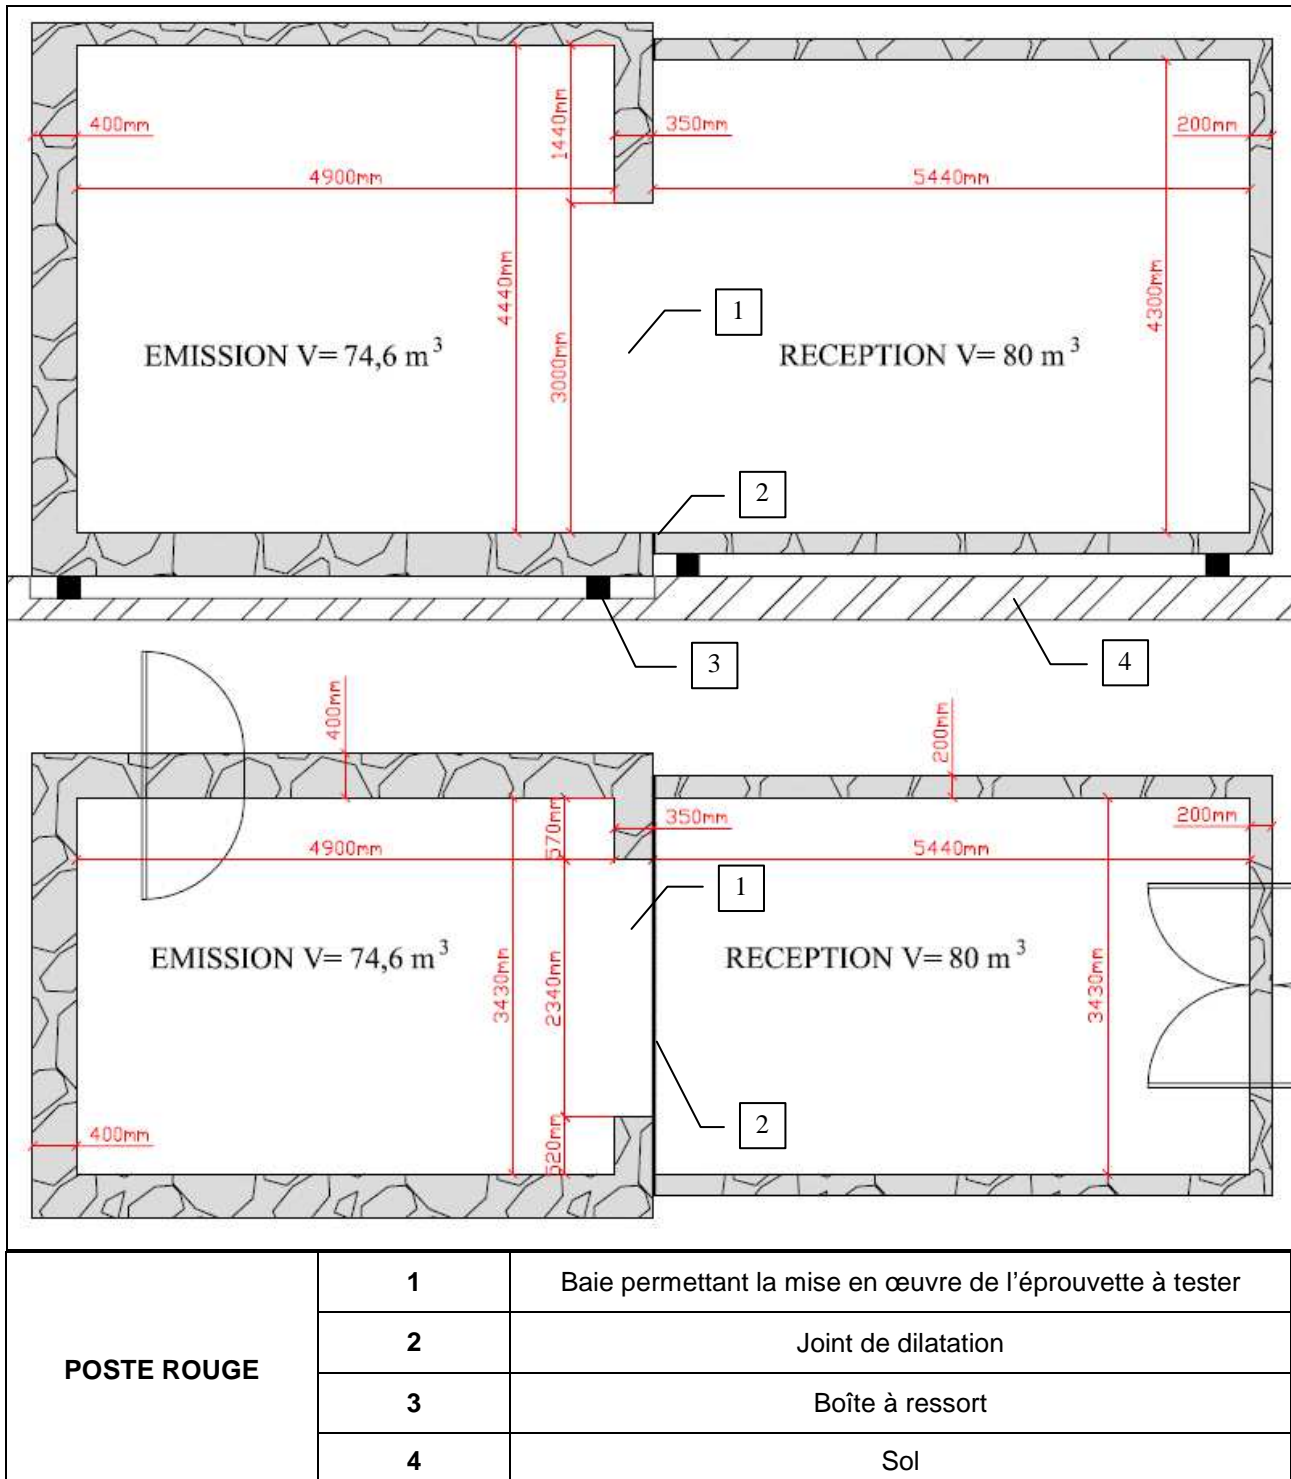 400mm
1440mm
350mm
200mm
4900mm
5440mm
4440mm
3000mm
4300mm
1
EMISSION V= 74,6 m³
RECEPTION V= 80 m³
2
3
4
400mm
200mm
570mm
350mm
200mm
4900mm
5440mm
1
EMISSION V= 74,6 m³
RECEPTION V= 80 m³
3430mm
2340mm
3430mm
2
400mm
520mm
POSTE ROUGE
1 Baie permettant la mise en œuvre de l'éprouvette à tester
2 Joint de dilatation
3 Boîte à ressort
4 Sol